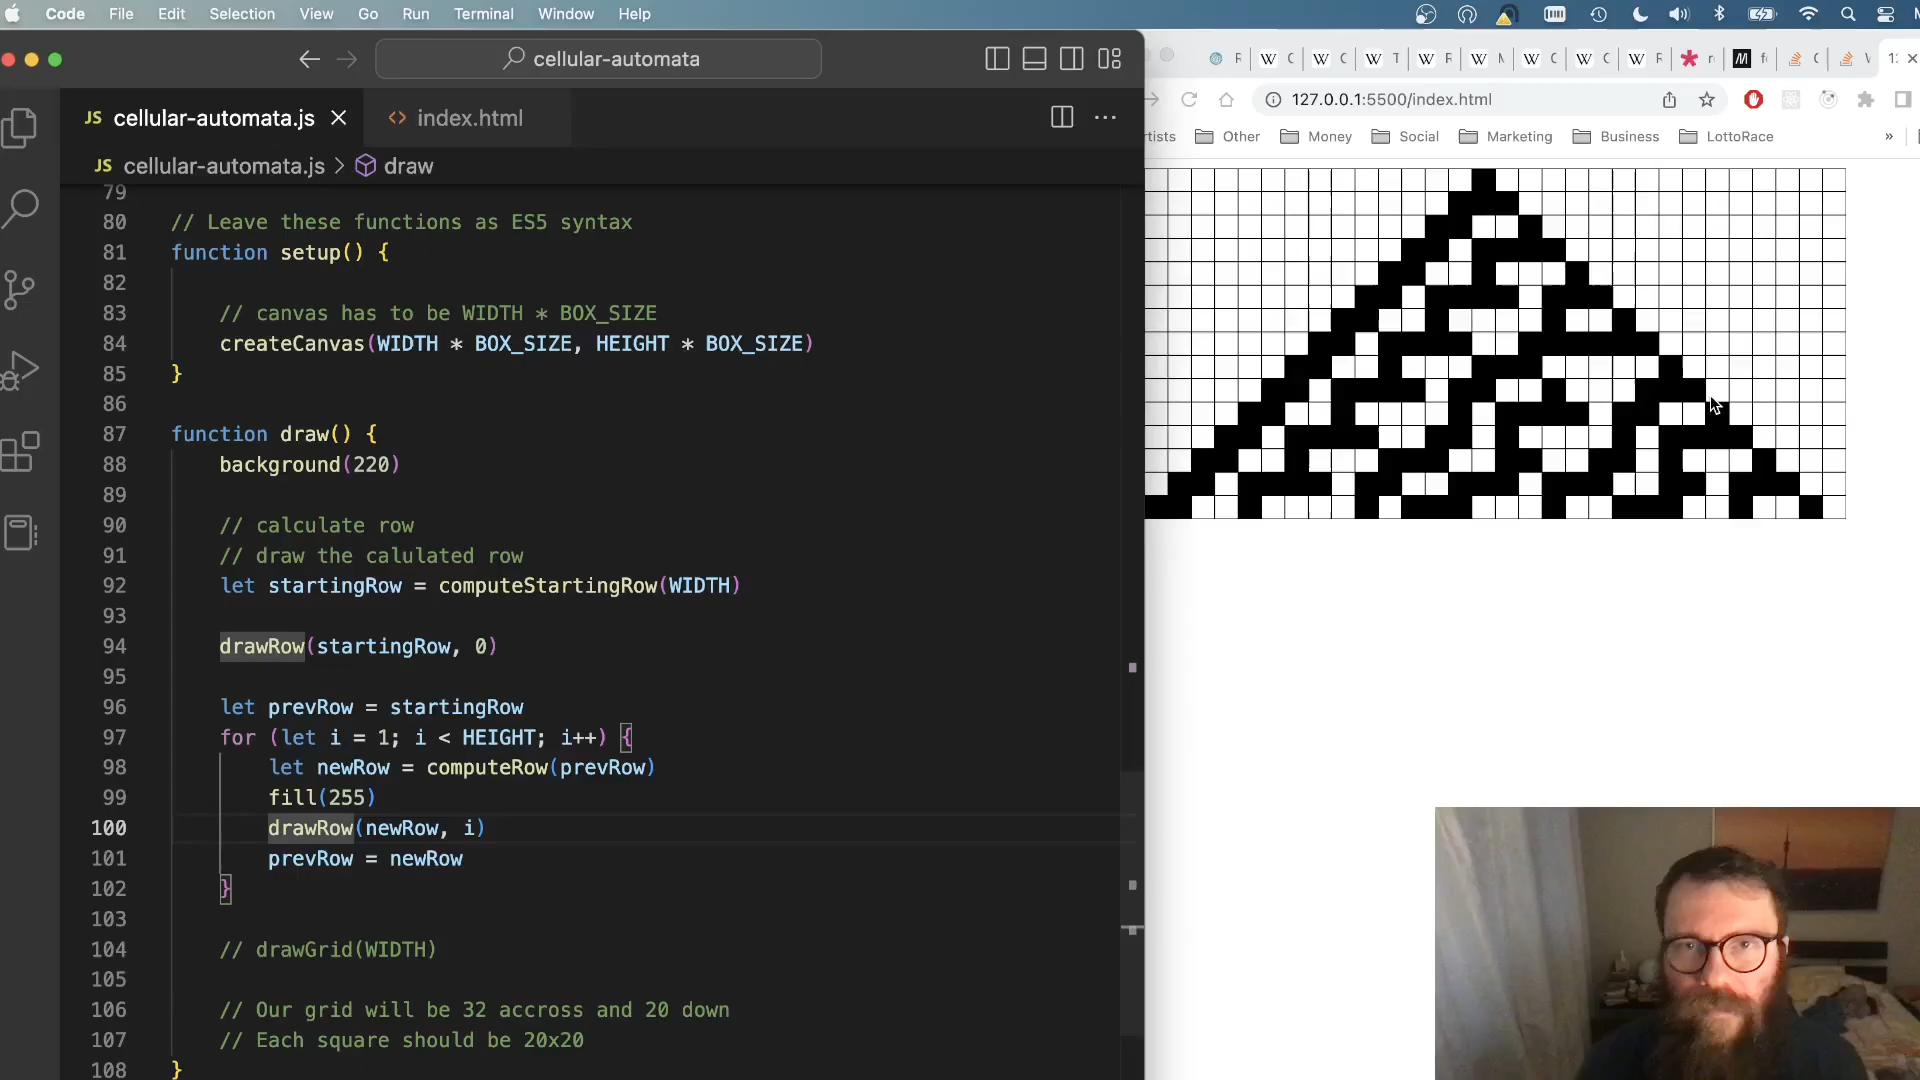 Code File Edit Selection View Go Run Terminal Window Help
cellular-automata
JS cellular-automata.js
<> index.html
JS cellular-automata.js > draw
127.0.0.1:5500/index.html
tists Other Money Social Marketing Business LottoRace »
79
80 // Leave these functions as ES5 syntax
81 function setup() {
82
83 // canvas has to be WIDTH * BOX_SIZE
84 createCanvas(WIDTH * BOX_SIZE, HEIGHT * BOX_SIZE)
85 }
86
87 function draw() {
88 background(220)
89
90 // calculate row
91 // draw the calulated row
92 let startingRow = computeStartingRow(WIDTH)
93
94 drawRow(startingRow, 0)
95
96 let prevRow = startingRow
97 for (let i = 1; i < HEIGHT; i++) {
98 let newRow = computeRow(prevRow)
99 fill(255)
100 drawRow(newRow, i)
101 prevRow = newRow
102 }
103
104 // drawGrid(WIDTH)
105
106 // Our grid will be 32 accross and 20 down
107 // Each square should be 20x20
108 }